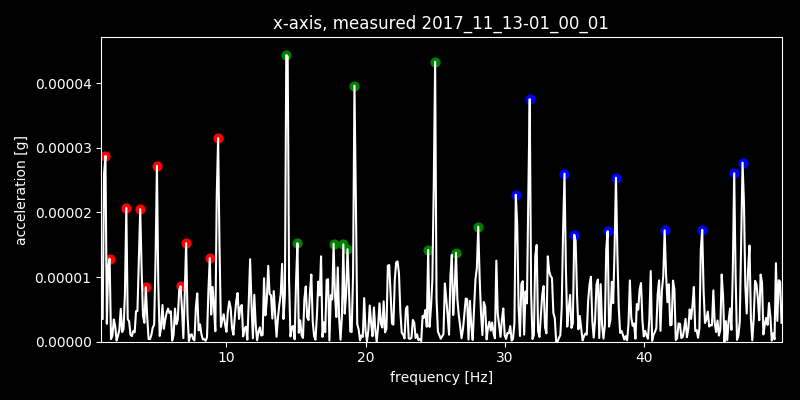 x-axis, measured 2017_11_13-01_00_01
acceleration [g]
0.00004
0.00003
0.00002
0.00001
0.00000
10 20 30 40
frequency [Hz]